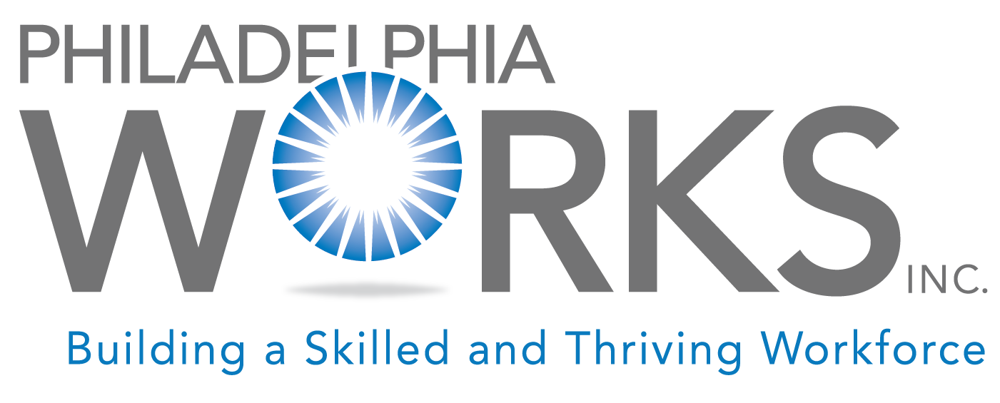 PHILADELPHIA
WORKS INC.
Building a Skilled and Thriving Workforce